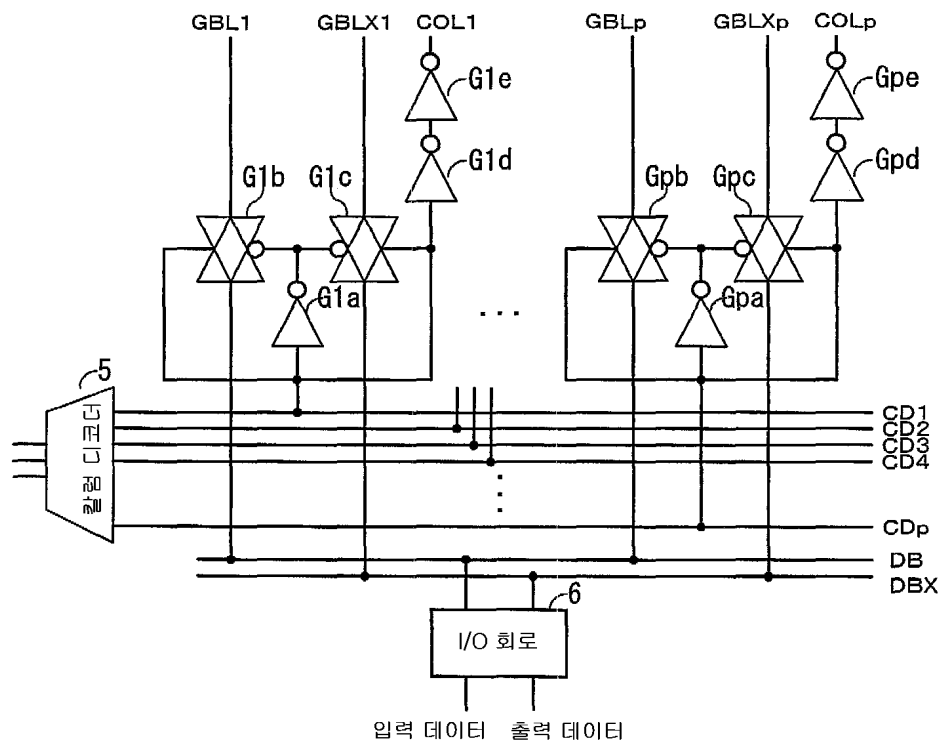 GBL1 GBLX1 COL1 GBLp GBLXp COLp
G1e Gpe
G1d Gpd
G1b G1c Gpb Gpc
G1a Gpa
...
5
칼럼 디코더
CD1
CD2
CD3
CD4
CDp
DB
DBX
6
I/O 회로
입력 데이터 출력 데이터